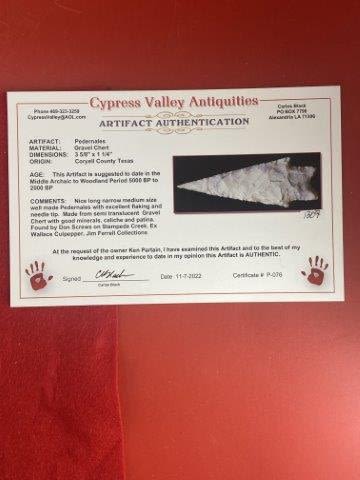 Cypress Valley Antiquities
Phone 469-323-3259
CypressValley@AOL.com
Carlos Black
PO BOX 7798
Alexandria LA 71306
ARTIFACT AUTHENTICATION
ARTIFACT: Pedernales
MATERIAL: Gravel Chert
DIMENSIONS: 3 5/8" x 1 1/4"
ORIGIN: Coryell County Texas
AGE: This Artifact is suggested to date in the
Middle Archaic to Woodland Period 5000 BP to
2000 BP
COMMENTS: Nice long narrow medium size
well made Pedernales with excellent flaking and
needle tip. Made from semi translucent Gravel
Chert with good minerals, caliche and patina.
Found by Don Screws on Stampede Creek. Ex
Wallace Culpepper, Jim Ferrell Collections
1309
At the request of the owner Ken Partain, I have examined this Artifact and to the best of my
knowledge and experience to date in my opinion this Artifact is AUTHENTIC.
Signed Date 11-7-2022 Certificate # P-076
Carlos Black